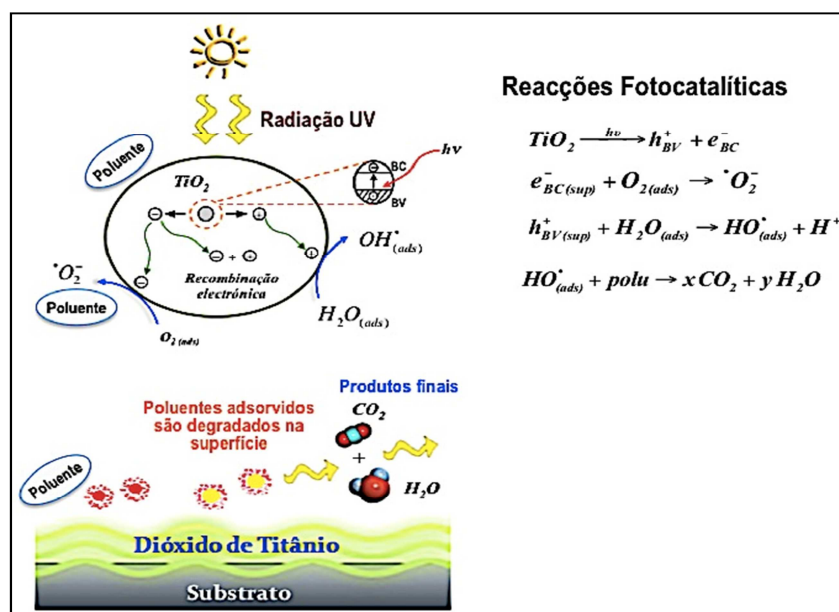 Radiação UV
Poluente
TiO₂
hν
BC
BV
OH•(ads)
− + +
Recombinação
electrónica
•O₂⁻
Poluente
O₂ (ads)
H₂O(ads)
Reacções Fotocatalíticas
TiO₂ —hυ→ h⁺BV + e⁻BC
e⁻BC(sup) + O₂(ads) → •O₂⁻
h⁺BV(sup) + H₂O(ads) → HO•(ads) + H⁺
HO•(ads) + polu → x CO₂ + y H₂O
Produtos finais
Poluentes adsorvidos
são degradados na
superfície
CO₂
+
H₂O
Poluente
Dióxido de Titânio
Substrato